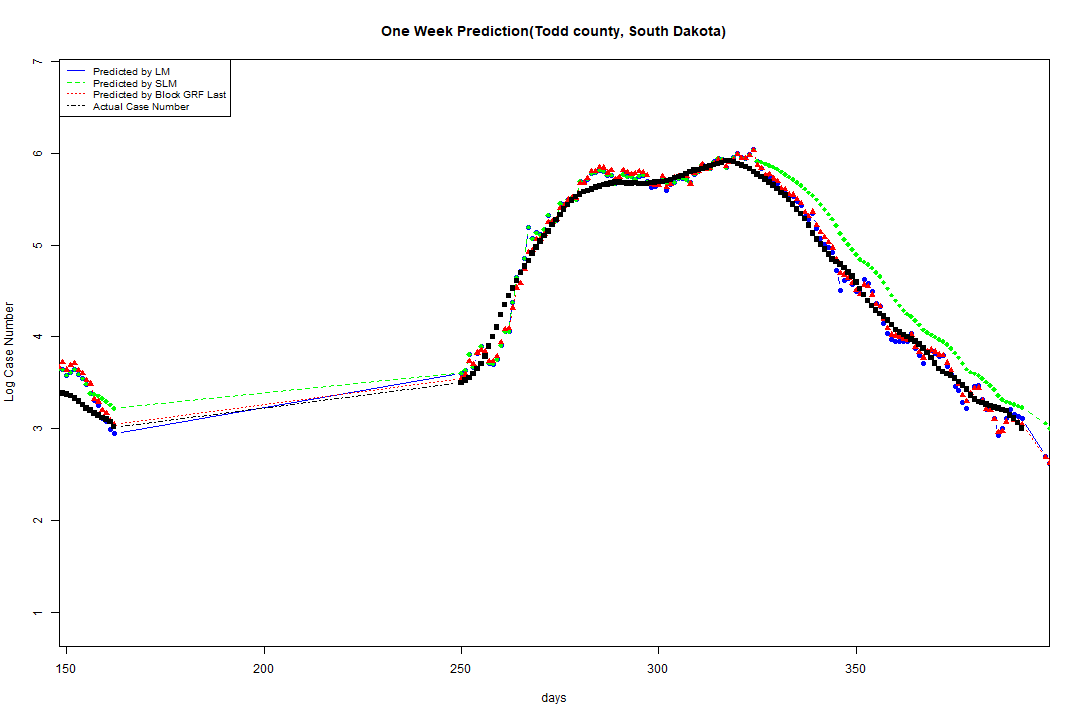 One Week Prediction(Todd county, South Dakota)
Predicted by LM
Predicted by SLM
Predicted by Block GRF Last
Actual Case Number
7
6
5
4
3
2
1
Log Case Number
150 200 250 300 350
days